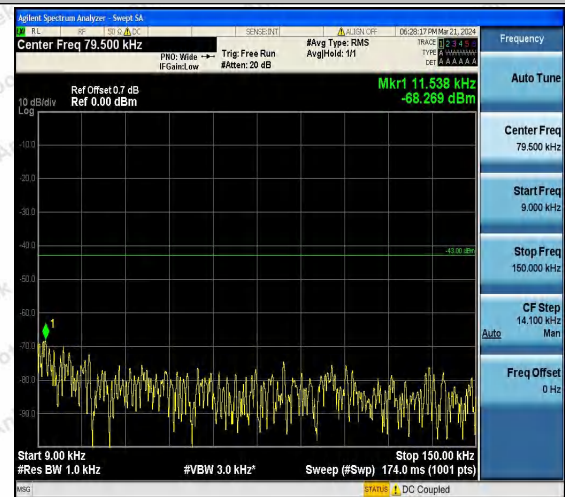 Agilent Spectrum Analyzer - Swept SA
RL RF 50 Ω DC SENSE:INT ALIGN OFF 06:28:17 PM Mar 21, 2024
Center Freq 79.500 kHz
PNO: Wide
IFGain:Low
Trig: Free Run
#Atten: 20 dB
#Avg Type: RMS
Avg|Hold: 1/1
TRACE 1 2 3 4 5 6
TYPE
DET A A A A A A
Ref Offset 0.7 dB
10 dB/div Ref 0.00 dBm
Log
Mkr1 11.538 kHz
-68.269 dBm
-10.0
-20.0
-30.0
-40.0
-43.00 dBm
-50.0
-60.0
1
-70.0
-80.0
-90.0
Start 9.00 kHz
Stop 150.00 kHz
#Res BW 1.0 kHz
#VBW 3.0 kHz*
Sweep (#Swp) 174.0 ms (1001 pts)
MSG
STATUS
DC Coupled
Frequency
Auto Tune
Center Freq
79.500 kHz
Start Freq
9.000 kHz
Stop Freq
150.000 kHz
CF Step
14.100 kHz
Auto Man
Freq Offset
0 Hz